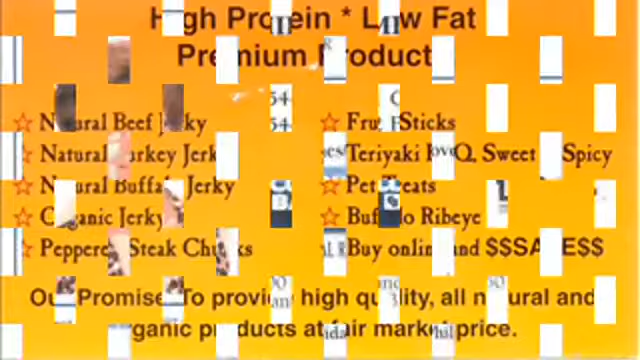 High Protein * Low Fat
Premium Products
☆ Natural Beef Jerky
☆ Natural Turkey Jerky
☆ Natural Buffalo Jerky
☆ Organic Jerky
☆ Peppered Steak Chunks
☆ Sticks
Teriyaki Sweet Spicy
☆ Pet Treats
☆ Buffalo Ribeye
Buy online and $$$SAVE$$
Our Promise To provide high quality, all natural and
organic products at fair market price.